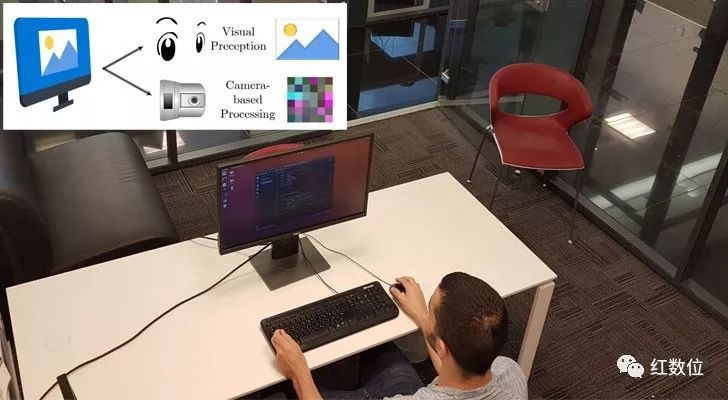 Visual
Preception
Camera-
based
Processing
红数位